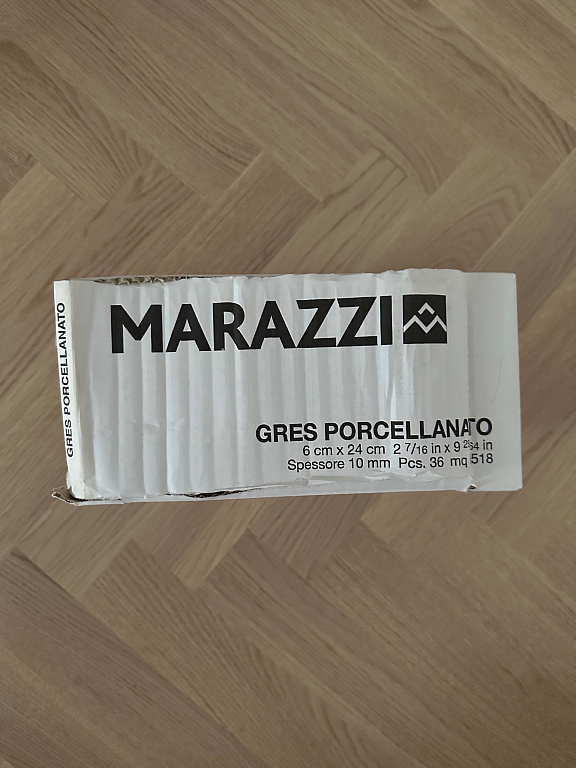 MARAZZI
GRES PORCELLANATO
6 cm x 24 cm 2 7/16 in x 9 29/64 in
Spessore 10 mm Pcs. 36 mq 518
GRES PORCELLANATO